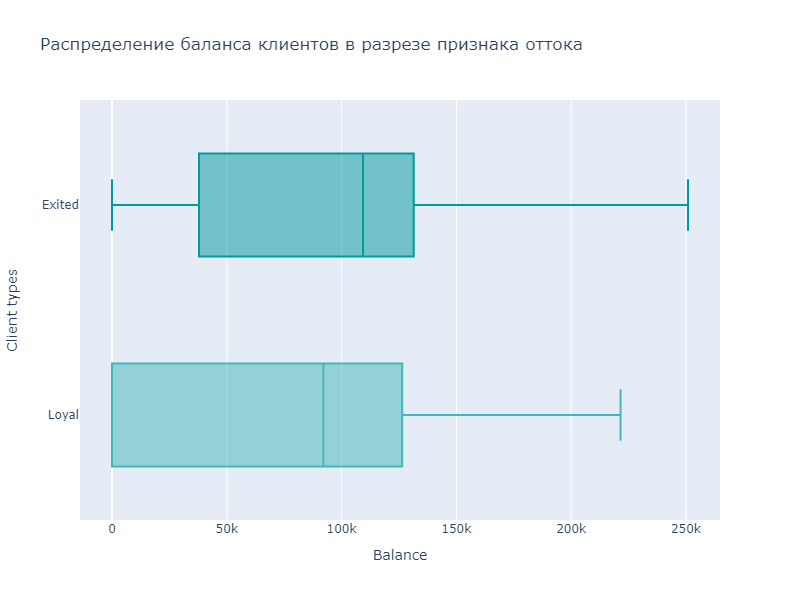 Распределение баланса клиентов в разрезе признака оттока
Client types
Exited
Loyal
0 50k 100k 150k 200k 250k
Balance